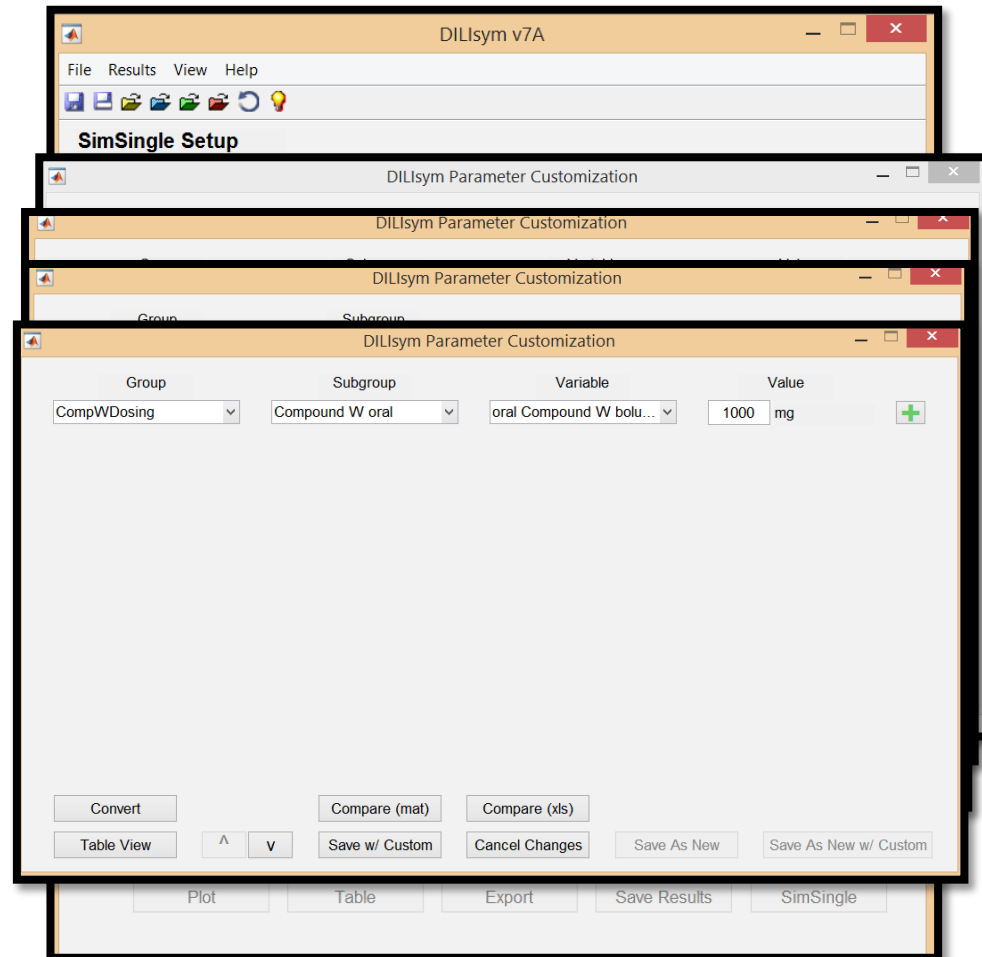 DILIsym v7A
File Results View Help
SimSingle Setup
DILIsym Parameter Customization
DILIsym Parameter Customization
DILIsym Parameter Customization
Group Subgroup
DILIsym Parameter Customization
Group Subgroup Variable Value
CompWDosing Compound W oral oral Compound W bolu... 1000 mg
Convert Compare (mat) Compare (xls)
Table View ^ v Save w/ Custom Cancel Changes Save As New Save As New w/ Custom
Plot Table Export Save Results SimSingle